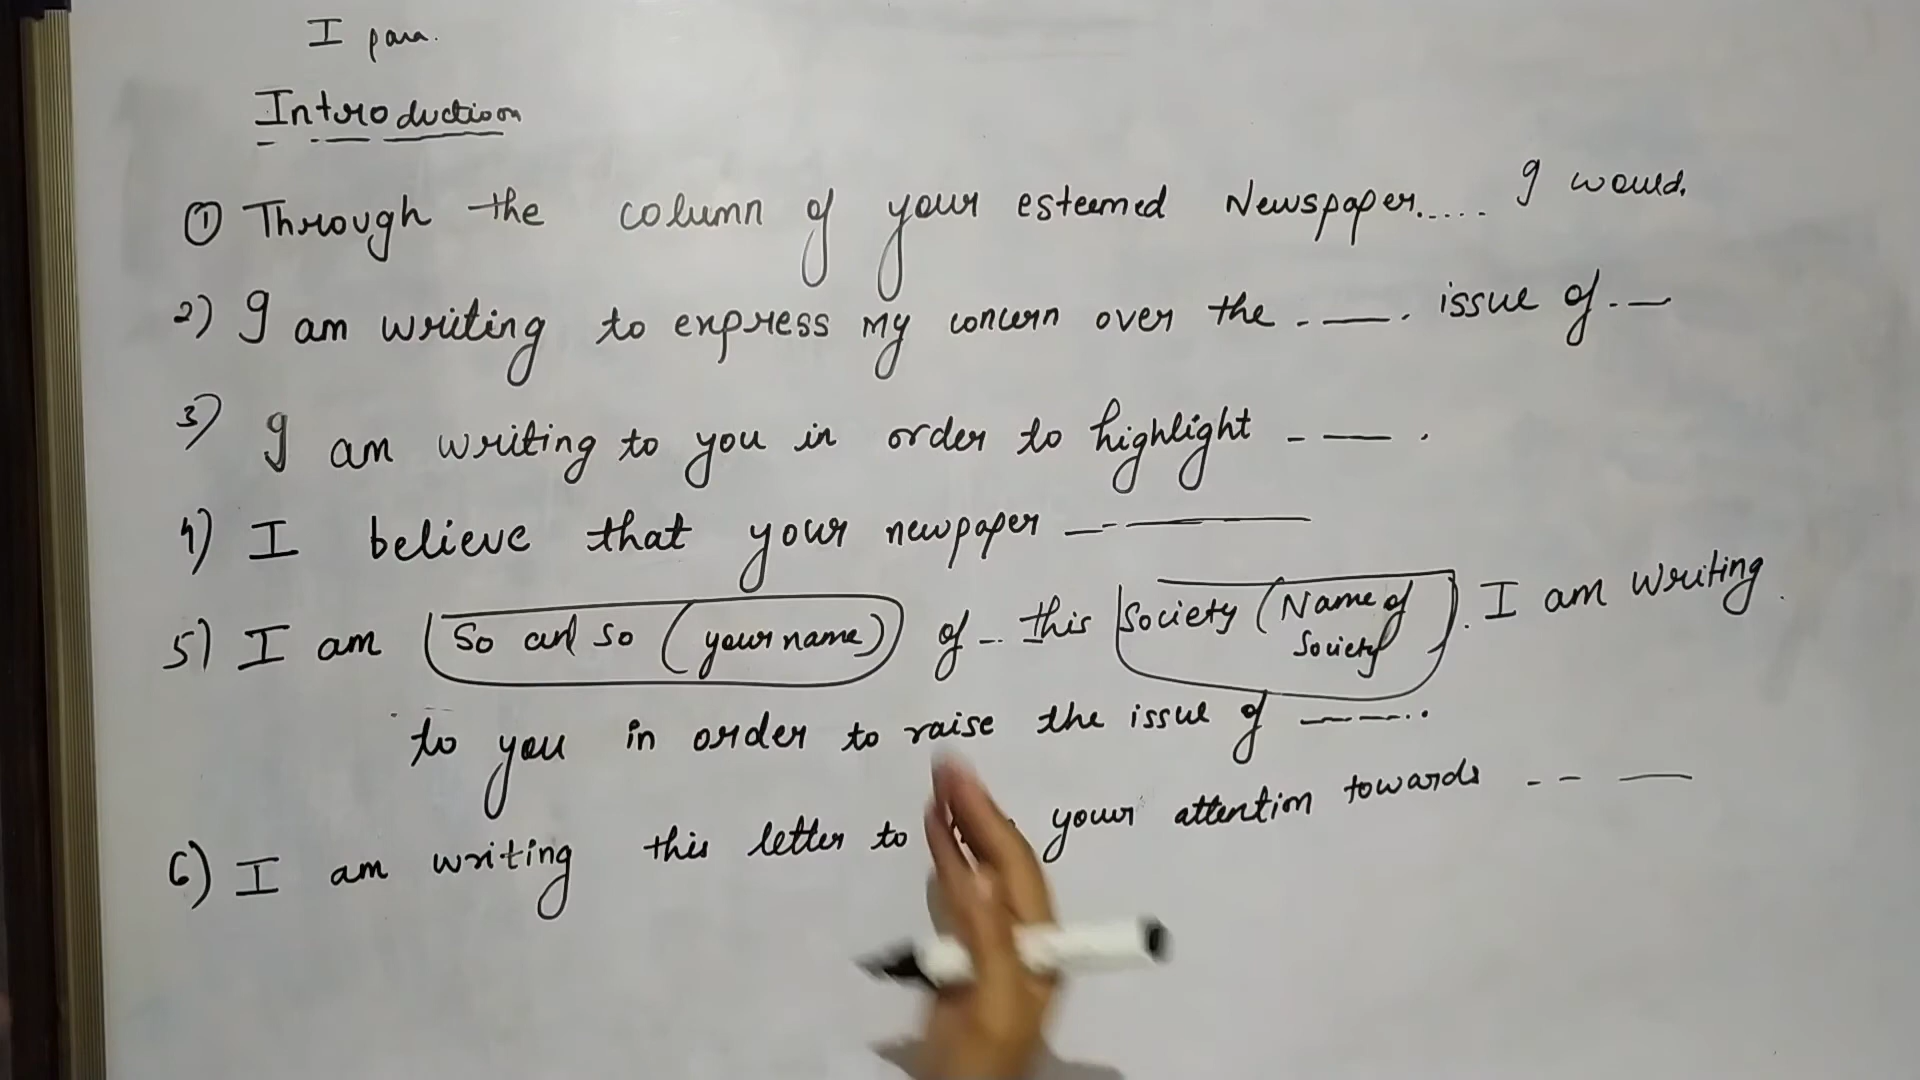 I para.
Introduction
① Through the column of your esteemed Newspaper..... I would.
2) I am writing to express my concern over the .——. issue of.—
3) I am writing to you in order to highlight -—— .
4) I believe that your newpaper —-————
5) I am So and so (your name) of -.. this Society (Name of Society). I am writing.
to you in order to raise the issue of ———..
6) I am writing this letter to your attention towards -- —